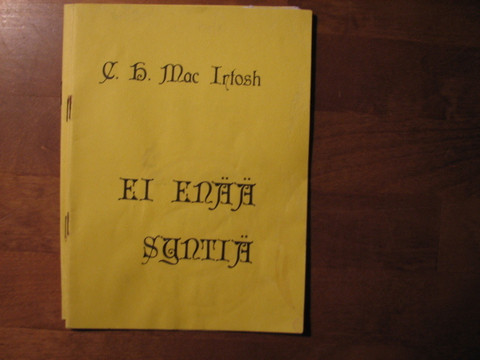 C. H. Mac Intosh
EI ENÄÄ
SYNTIÄ